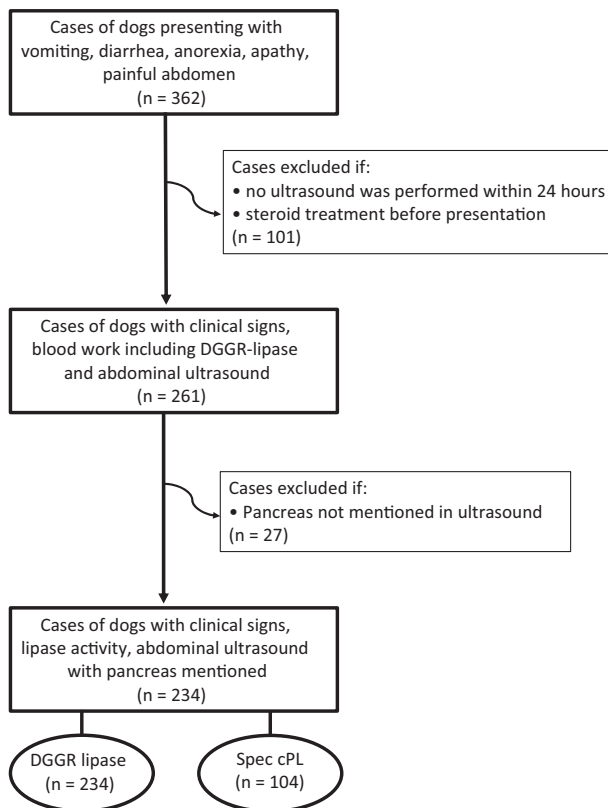 Cases of dogs presenting with
vomiting, diarrhea, anorexia, apathy,
painful abdomen
(n = 362)
Cases excluded if:
• no ultrasound was performed within 24 hours
• steroid treatment before presentation
(n = 101)
Cases of dogs with clinical signs,
blood work including DGGR-lipase
and abdominal ultrasound
(n = 261)
Cases excluded if:
• Pancreas not mentioned in ultrasound
(n = 27)
Cases of dogs with clinical signs,
lipase activity, abdominal ultrasound
with pancreas mentioned
(n = 234)
DGGR lipase
(n = 234)
Spec cPL
(n = 104)